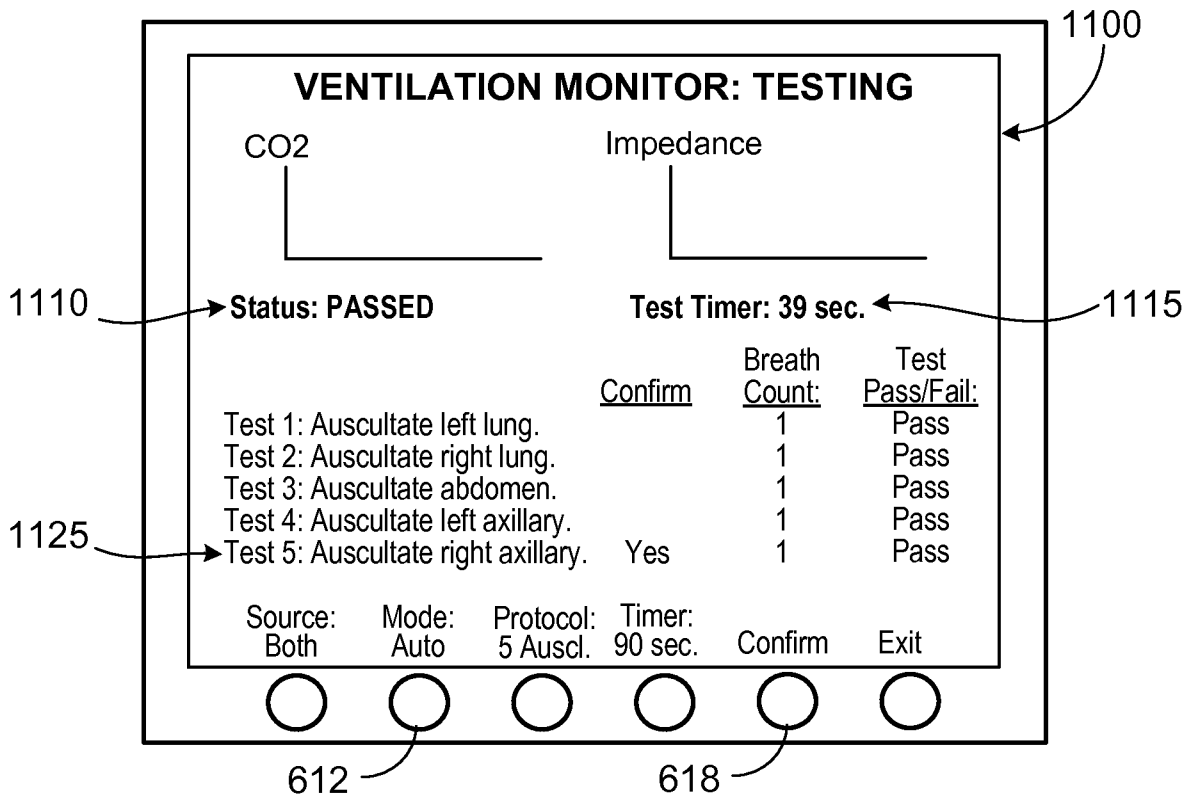 1100
VENTILATION MONITOR: TESTING
CO2
Impedance
1110
Status: PASSED
Test Timer: 39 sec.
1115
Confirm
Breath
Count:
Test
Pass/Fail:
Test 1: Auscultate left lung. 1 Pass
Test 2: Auscultate right lung. 1 Pass
Test 3: Auscultate abdomen. 1 Pass
Test 4: Auscultate left axillary. 1 Pass
1125
Test 5: Auscultate right axillary. Yes 1 Pass
Source:
Both
Mode:
Auto
Protocol:
5 Auscl.
Timer:
90 sec.
Confirm
Exit
612
618